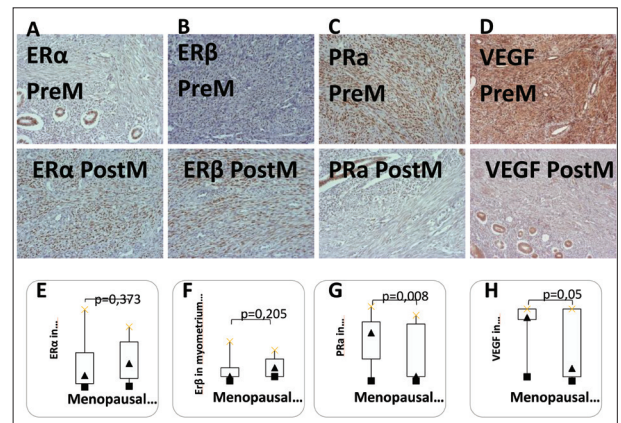 A
ERα
PreM
B
ERβ
PreM
C
PRa
PreM
D
VEGF
PreM
ERα PostM
ERβ PostM
PRa PostM
VEGF PostM
E
p=0,373
ERα in...
Menopausal...
F
p=0,205
Erβ in myometrium...
Menopausal...
G
p=0,008
PRa in...
Menopausal...
H
p=0,05
VEGF in...
Menopausal...